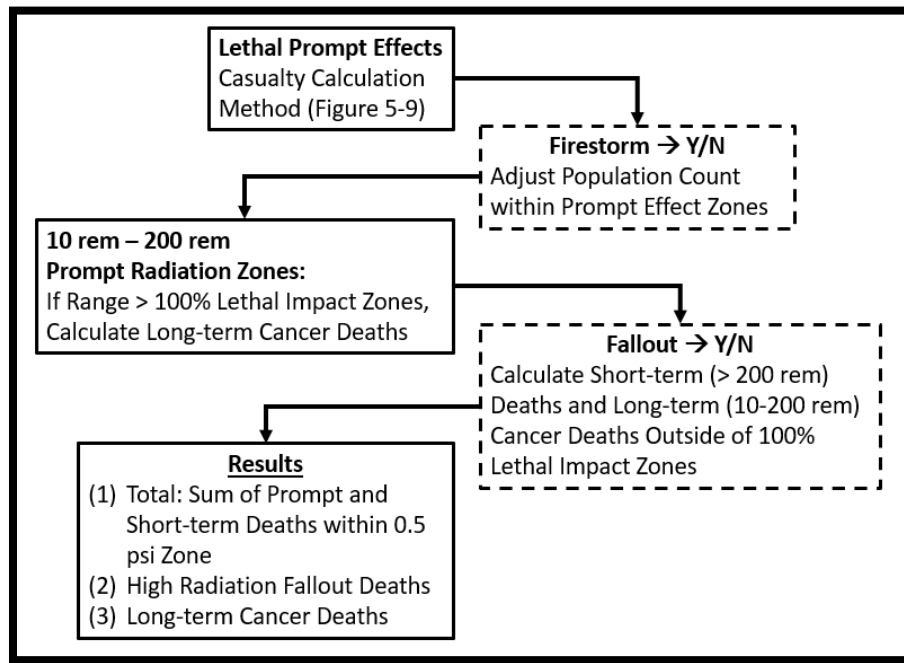 Lethal Prompt Effects
Casualty Calculation
Method (Figure 5-9)
Firestorm → Y/N
Adjust Population Count
within Prompt Effect Zones
10 rem – 200 rem
Prompt Radiation Zones:
If Range > 100% Lethal Impact Zones,
Calculate Long-term Cancer Deaths
Fallout → Y/N
Calculate Short-term (> 200 rem)
Deaths and Long-term (10-200 rem)
Cancer Deaths Outside of 100%
Lethal Impact Zones
Results
(1) Total: Sum of Prompt and
Short-term Deaths within 0.5
psi Zone
(2) High Radiation Fallout Deaths
(3) Long-term Cancer Deaths